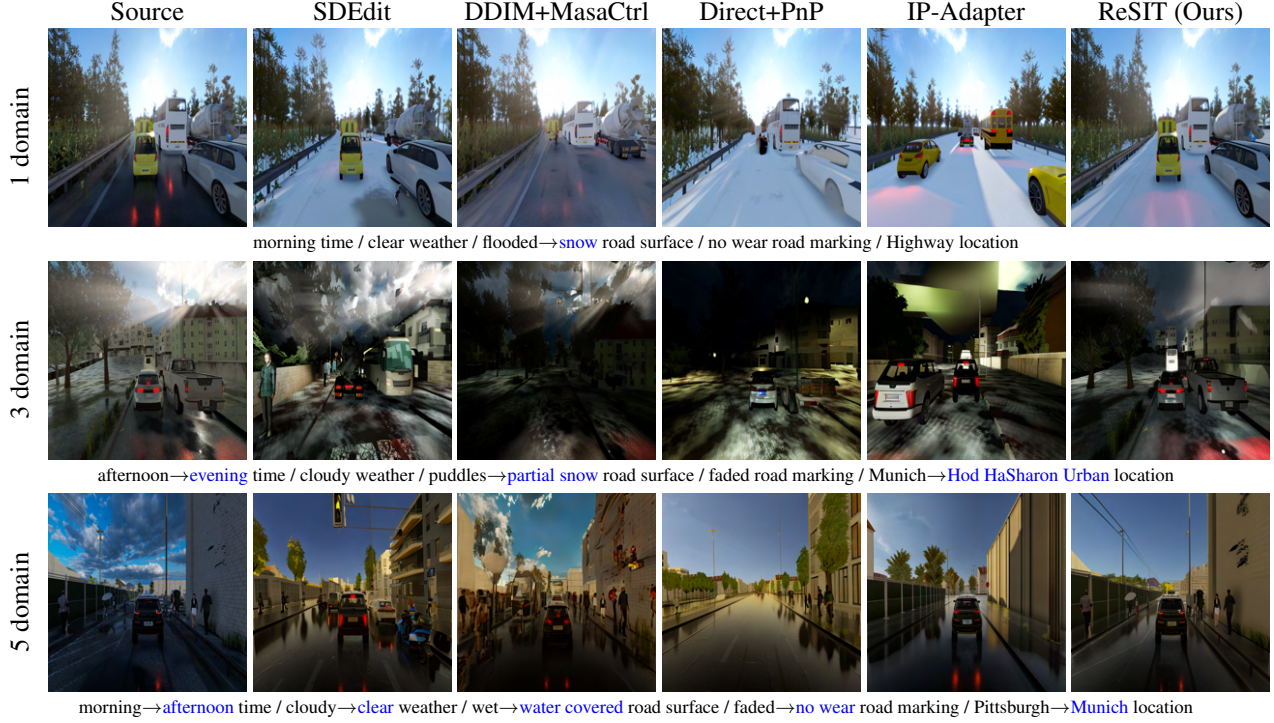 Source SDEdit DDIM+MasaCtrl Direct+PnP IP-Adapter ReSIT (Ours)
1 domain
morning time / clear weather / flooded→snow road surface / no wear road marking / Highway location
3 domain
afternoon→evening time / cloudy weather / puddles→partial snow road surface / faded road marking / Munich→Hod HaSharon Urban location
5 domain
morning→afternoon time / cloudy→clear weather / wet→water covered road surface / faded→no wear road marking / Pittsburgh→Munich location